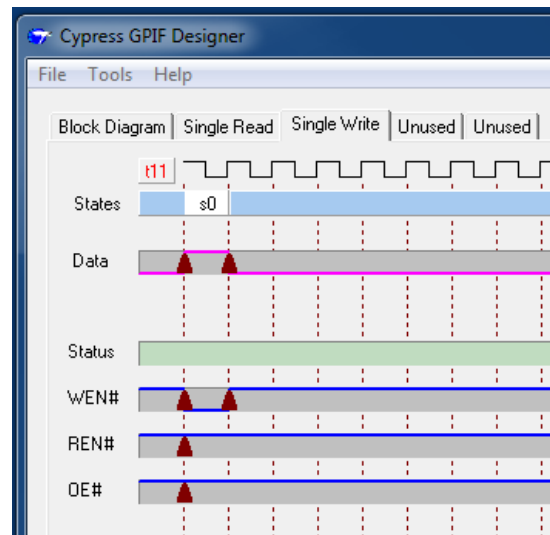 Cypress GPIF Designer
File Tools Help
Block Diagram Single Read Single Write Unused Unused
t11
States s0
Data
Status
WEN#
REN#
OE#